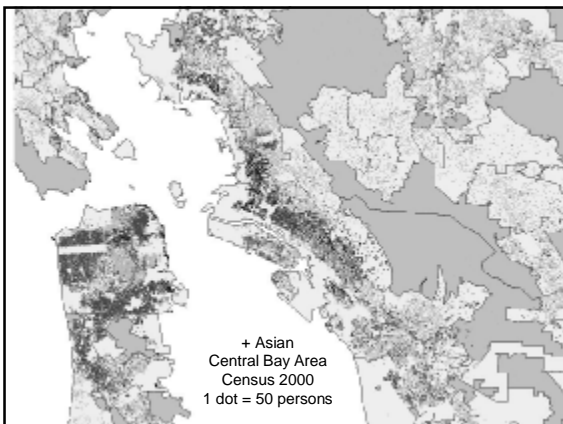 + Asian
Central Bay Area
Census 2000
1 dot = 50 persons